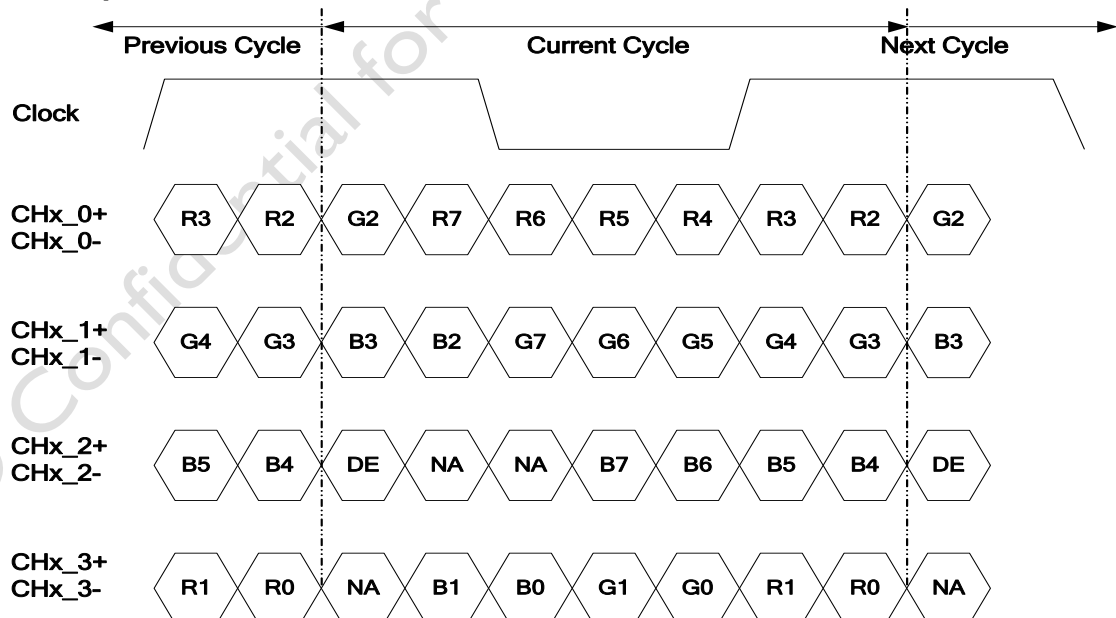 Previous Cycle Current Cycle Next Cycle
Clock
CHx_0+
CHx_0-
R3 R2 G2 R7 R6 R5 R4 R3 R2 G2
CHx_1+
CHx_1-
G4 G3 B3 B2 G7 G6 G5 G4 G3 B3
CHx_2+
CHx_2-
B5 B4 DE NA NA B7 B6 B5 B4 DE
CHx_3+
CHx_3-
R1 R0 NA B1 B0 G1 G0 R1 R0 NA
Confidential for